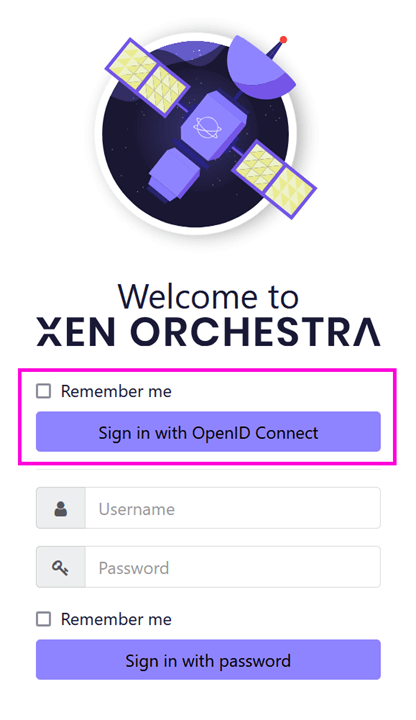 Welcome to
XEN ORCHESTRA
Remember me
Sign in with OpenID Connect
Username
Password
Remember me
Sign in with password